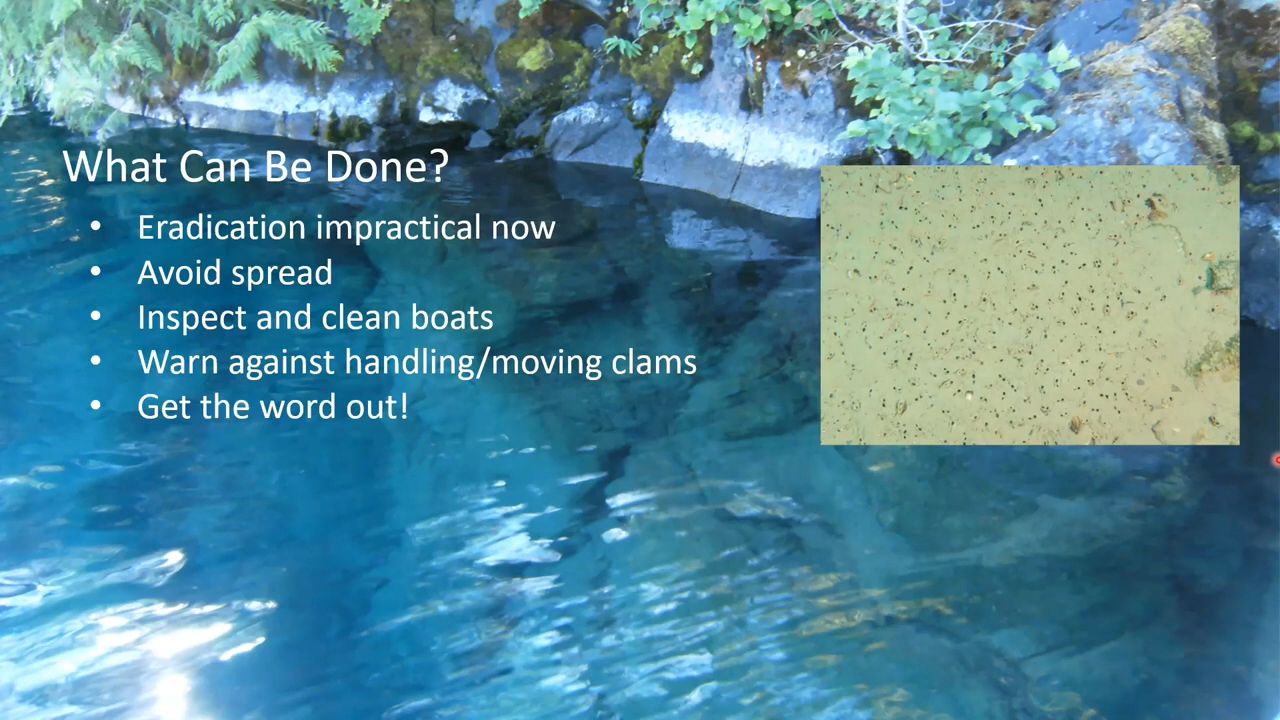 What Can Be Done?
• Eradication impractical now
• Avoid spread
• Inspect and clean boats
• Warn against handling/moving clams
• Get the word out!